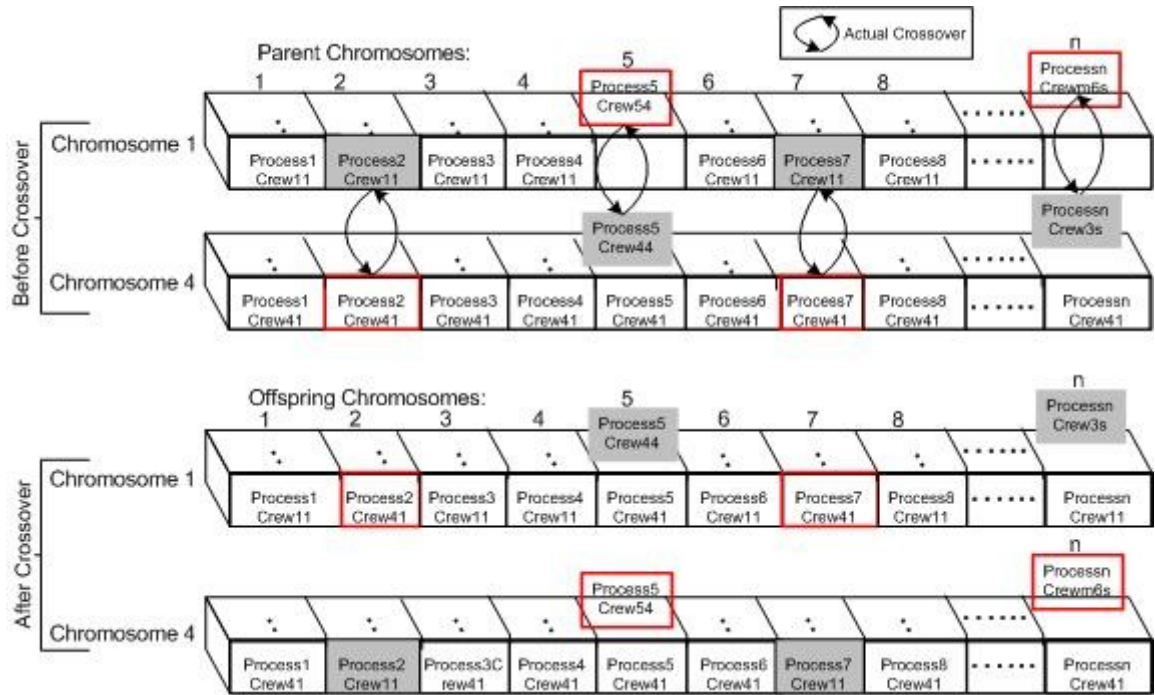 Actual Crossover
Parent Chromosomes:
1 2 3 4 5 6 7 8 n
Process5 Processn
Crew54 Crewm6s
Before Crossover
Chromosome 1
Process1 Process2 Process3 Process4 Process6 Process7 Process8
Crew11 Crew11 Crew11 Crew11 Crew11 Crew11 Crew11
Process5 Processn
Crew44 Crew3s
Chromosome 4
Process1 Process2 Process3 Process4 Process5 Process6 Process7 Process8 Processn
Crew41 Crew41 Crew41 Crew41 Crew41 Crew41 Crew41 Crew41 Crew41
Offspring Chromosomes:
1 2 3 4 5 6 7 8 n
Process5 Processn
Crew44 Crew3s
After Crossover
Chromosome 1
Process1 Process2 Process3 Process4 Process5 Process6 Process7 Process8 Processn
Crew11 Crew41 Crew11 Crew11 Crew41 Crew11 Crew41 Crew11 Crew11
n
Process5 Processn
Crew54 Crewm6s
Chromosome 4
Process1 Process2 Process3C Process4 Process5 Process6 Process7 Process8 Processn
Crew41 Crew11 rew41 Crew41 Crew41 Crew41 Crew11 Crew41 Crew41